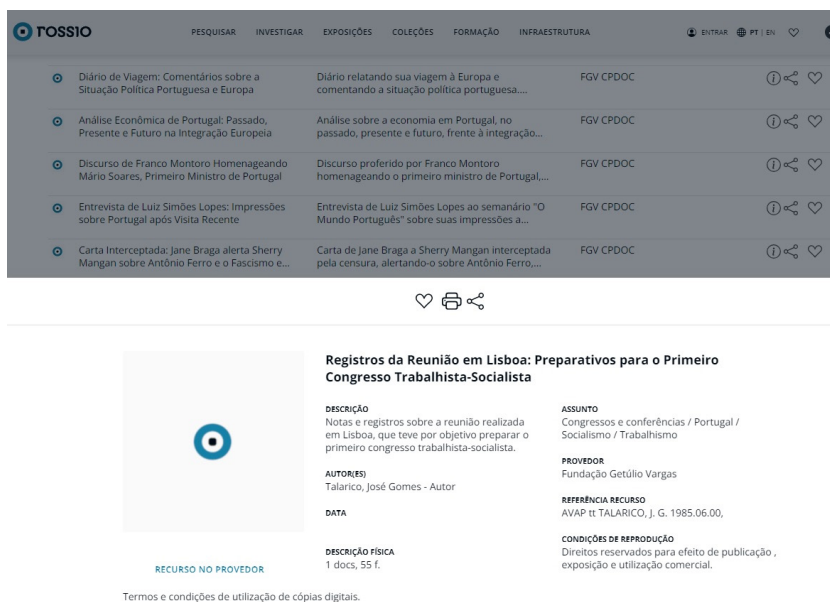 rossio PESQUISAR INVESTIGAR EXPOSIÇÕES COLEÇÕES FORMAÇÃO INFRAESTRUTURA ENTRAR PT | EN
Diário de Viagem: Comentários sobre a
Situação Política Portuguesa e Europa
Diário relatando sua viagem à Europa e
comentando a situação política portuguesa....
FGV CPDOC
Análise Econômica de Portugal: Passado,
Presente e Futuro na Integração Europeia
Análise sobre a economia em Portugal, no
passado, presente e futuro, frente à integração...
FGV CPDOC
Discurso de Franco Montoro Homenageando
Mário Soares, Primeiro Ministro de Portugal
Discurso proferido por Franco Montoro
homenageando o primeiro ministro de Portugal,...
FGV CPDOC
Entrevista de Luiz Simões Lopes: Impressões
sobre Portugal após Visita Recente
Entrevista de Luiz Simões Lopes ao semanário "O
Mundo Português" sobre suas impressões a...
FGV CPDOC
Carta Interceptada: Jane Braga alerta Sherry
Mangan sobre Antônio Ferro e o Fascismo e...
Carta de Jane Braga a Sherry Mangan interceptada
pela censura, alertando-o sobre Antônio Ferro,...
FGV CPDOC
Registros da Reunião em Lisboa: Preparativos para o Primeiro
Congresso Trabalhista-Socialista
DESCRIÇÃO
Notas e registros sobre a reunião realizada
em Lisboa, que teve por objetivo preparar o
primeiro congresso trabalhista-socialista.
AUTOR(ES)
Talarico, José Gomes - Autor
DATA
DESCRIÇÃO FÍSICA
1 docs, 55 f.
ASSUNTO
Congressos e conferências / Portugal /
Socialismo / Trabalhismo
PROVEDOR
Fundação Getúlio Vargas
REFERÊNCIA RECURSO
AVAP tt TALARICO, J. G. 1985.06.00,
CONDIÇÕES DE REPRODUÇÃO
Direitos reservados para efeito de publicação ,
exposição e utilização comercial.
RECURSO NO PROVEDOR
Termos e condições de utilização de cópias digitais.